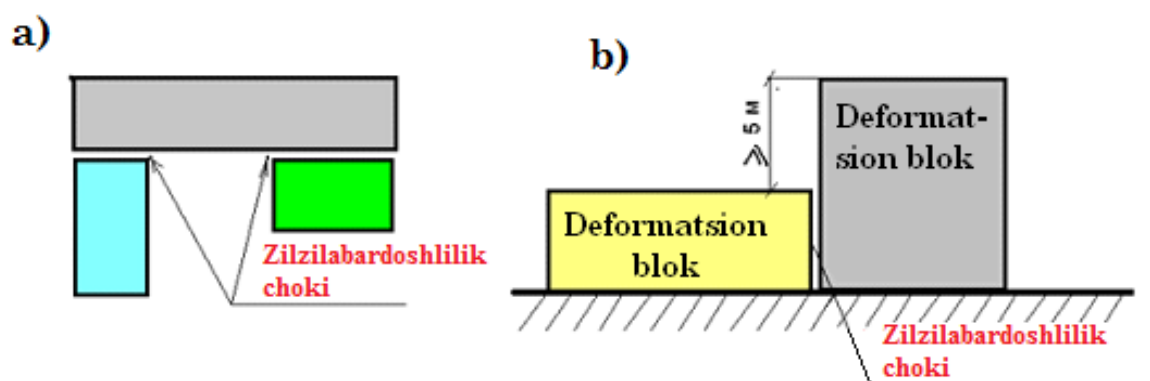 a)
Zilzilabardoshlilik
choki
b)
≥ 5 м
Deformat-
sion blok
Deformatsion
blok
Zilzilabardoshlilik
choki